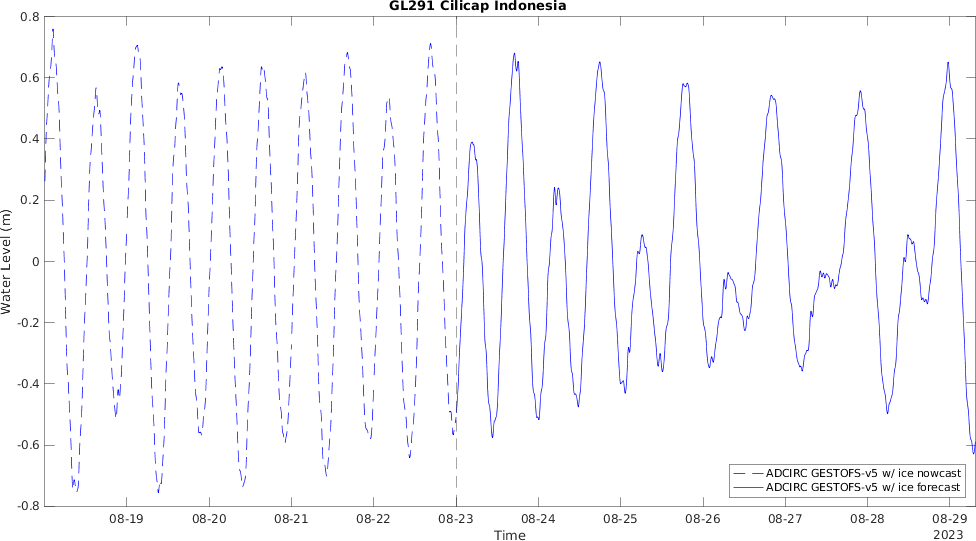 GL291 Cilicap Indonesia
Water Level (m)
0.8
0.6
0.4
0.2
0
-0.2
-0.4
-0.6
-0.8
ADCIRC GESTOFS-v5 w/ ice nowcast
ADCIRC GESTOFS-v5 w/ ice forecast
08-19 08-20 08-21 08-22 08-23 08-24 08-25 08-26 08-27 08-28 08-29
Time
2023